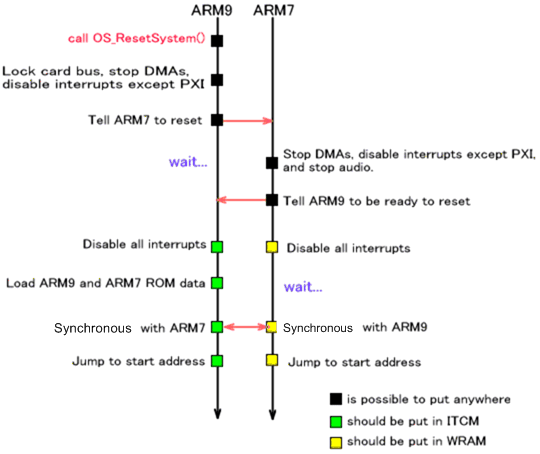 ARM9 ARM7
call OS_ResetSystem()
Lock card bus, stop DMAs,
disable interrupts except PXI
Tell ARM7 to reset
wait...
Stop DMAs, disable interrupts except PXI,
and stop audio.
Tell ARM9 to be ready to reset
Disable all interrupts
Disable all interrupts
Load ARM9 and ARM7 ROM data
wait...
Synchronous with ARM7
Synchronous with ARM9
Jump to start address
Jump to start address
is possible to put anywhere
should be put in ITCM
should be put in WRAM